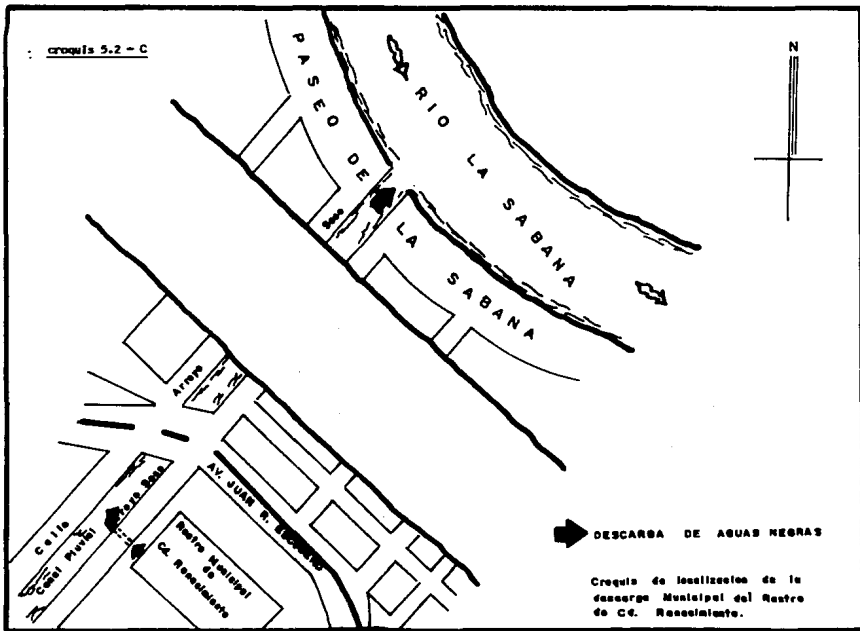 : croquis 5.2 - C
N
PASEO DE
LA SABANA
RIO LA SABANA
Seco
Arroyo
Arroyo Seco
Calle
Canal Pluvial
AV. JUAN R. ESCUDERO
Rastro Municipal
de
Cd. Renacimiento
DESCARGA DE AGUAS NEGRAS
Croquis de localizacion de la
descarga Municipal del Rastro
de Cd. Renacimiento.